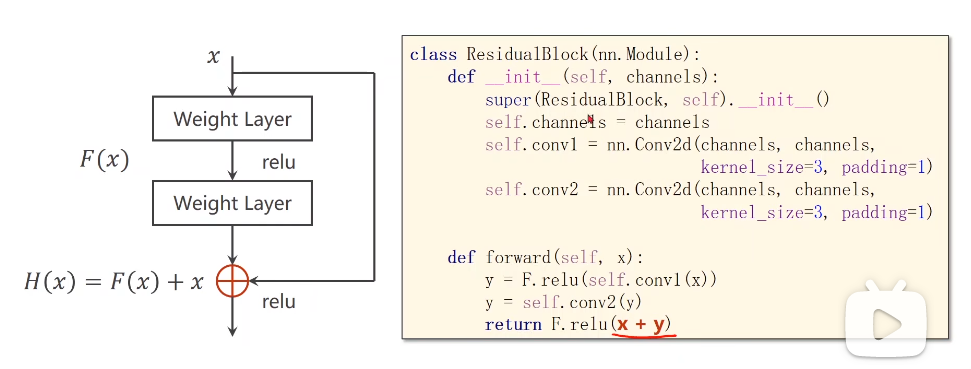 x
Weight Layer
F(x)
relu
Weight Layer
H(x) = F(x) + x
relu
class ResidualBlock(nn.Module):
    def __init__(self, channels):
        super(ResidualBlock, self).__init__()
        self.channels = channels
        self.conv1 = nn.Conv2d(channels, channels,
                               kernel_size=3, padding=1)
        self.conv2 = nn.Conv2d(channels, channels,
                               kernel_size=3, padding=1)
    def forward(self, x):
        y = F.relu(self.conv1(x))
        y = self.conv2(y)
        return F.relu(x + y)